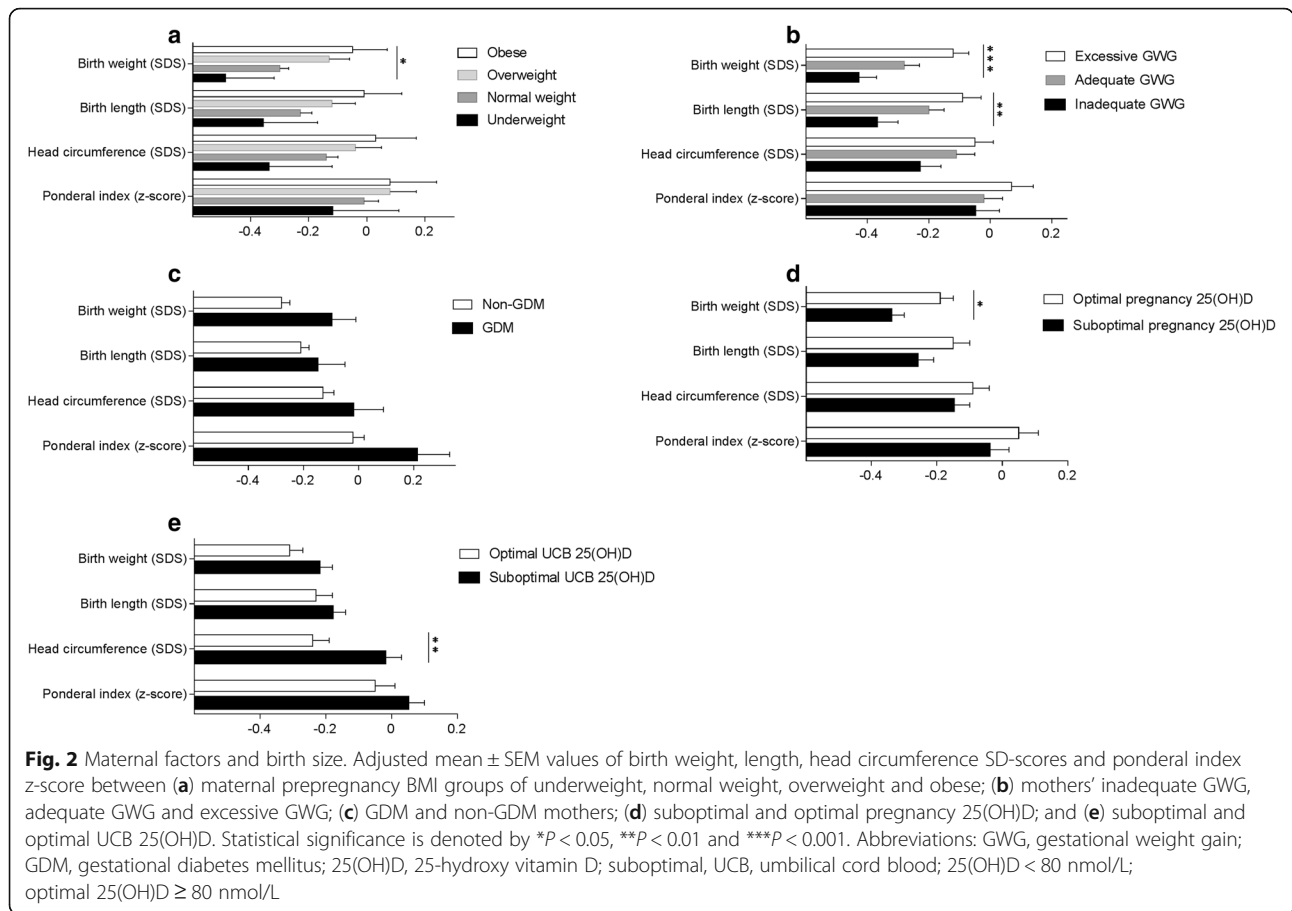 a
Birth weight (SDS)
Birth length (SDS)
Head circumference (SDS)
Ponderal index (z-score)
*
Obese
Overweight
Normal weight
Underweight
-0.4 -0.2 0 0.2
b
Birth weight (SDS)
Birth length (SDS)
Head circumference (SDS)
Ponderal index (z-score)
***
**
Excessive GWG
Adequate GWG
Inadequate GWG
-0.4 -0.2 0 0.2
c
Birth weight (SDS)
Birth length (SDS)
Head circumference (SDS)
Ponderal index (z-score)
Non-GDM
GDM
-0.4 -0.2 0 0.2
d
Birth weight (SDS)
Birth length (SDS)
Head circumference (SDS)
Ponderal index (z-score)
*
Optimal pregnancy 25(OH)D
Suboptimal pregnancy 25(OH)D
-0.4 -0.2 0 0.2
e
Birth weight (SDS)
Birth length (SDS)
Head circumference (SDS)
Ponderal index (z-score)
**
Optimal UCB 25(OH)D
Suboptimal UCB 25(OH)D
-0.4 -0.2 0 0.2
Fig. 2 Maternal factors and birth size. Adjusted mean ± SEM values of birth weight, length, head circumference SD-scores and ponderal index
z-score between (a) maternal prepregnancy BMI groups of underweight, normal weight, overweight and obese; (b) mothers' inadequate GWG,
adequate GWG and excessive GWG; (c) GDM and non-GDM mothers; (d) suboptimal and optimal pregnancy 25(OH)D; and (e) suboptimal and
optimal UCB 25(OH)D. Statistical significance is denoted by *P < 0.05, **P < 0.01 and ***P < 0.001. Abbreviations: GWG, gestational weight gain;
GDM, gestational diabetes mellitus; 25(OH)D, 25-hydroxy vitamin D; suboptimal, UCB, umbilical cord blood; 25(OH)D < 80 nmol/L;
optimal 25(OH)D ≥ 80 nmol/L